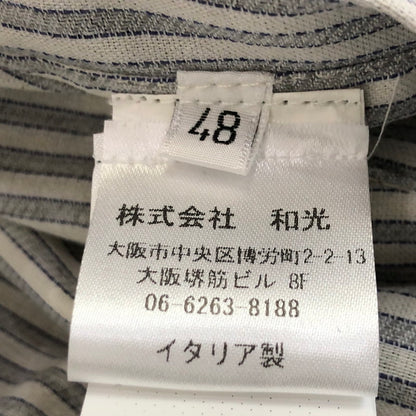 48
株式会社 和光
大阪市中央区博労町2-2-13
大阪堺筋ビル 8F
06-6263-8188
イタリア製